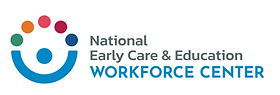 National
Early Care & Education
WORKFORCE CENTER